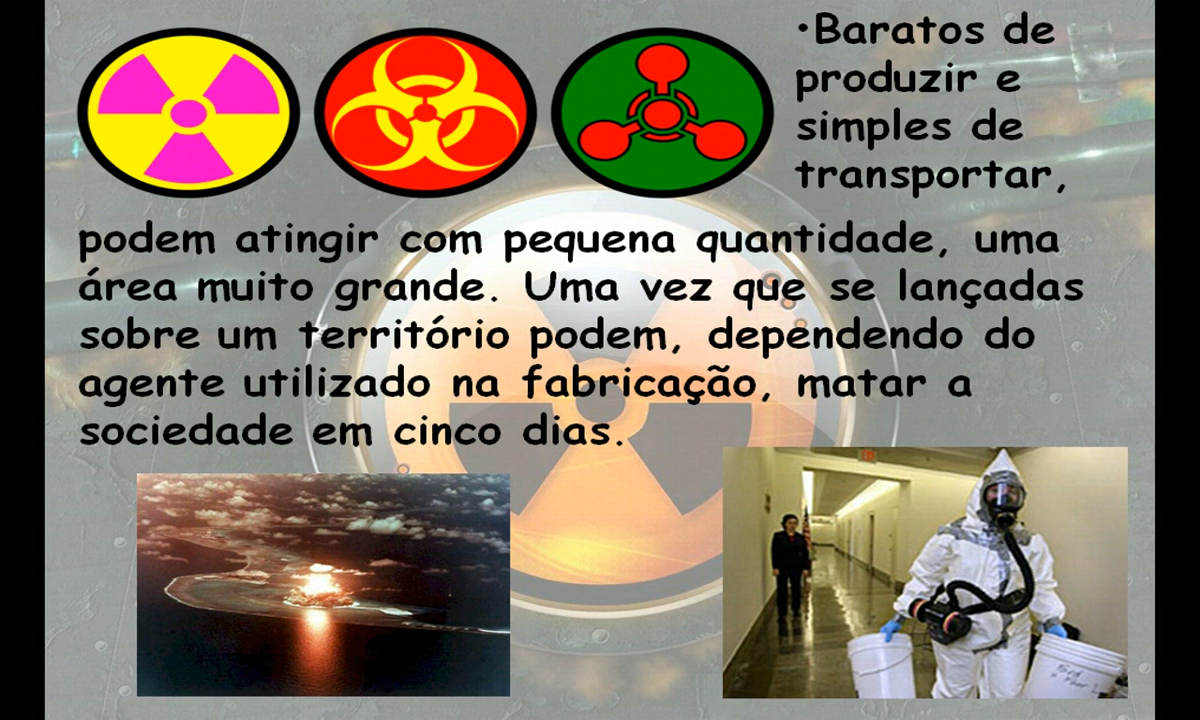 •Baratos de
produzir e
simples de
transportar,
podem atingir com pequena quantidade, uma
área muito grande. Uma vez que se lançadas
sobre um território podem, dependendo do
agente utilizado na fabricação, matar a
sociedade em cinco dias.